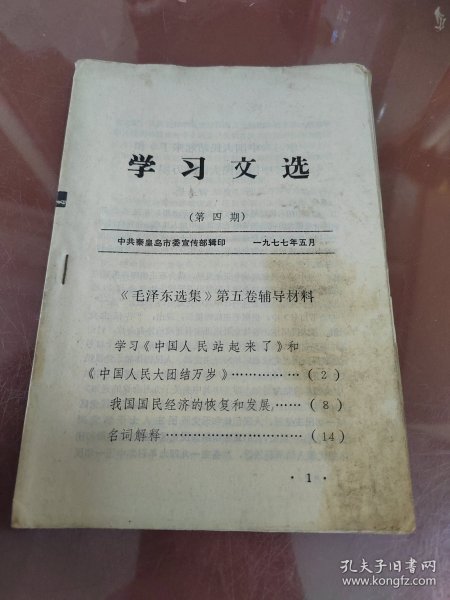 学习文选
（第四期）
中共秦皇岛市委宣传部辑印 一九七七年五月
《毛泽东选集》第五卷辅导材料
学习《中国人民站起来了》和
《中国人民大团结万岁》……………（2）
我国国民经济的恢复和发展……（8）
名词解释…………………………（14）
·1·
孔夫子旧书网
www.kongfz.com